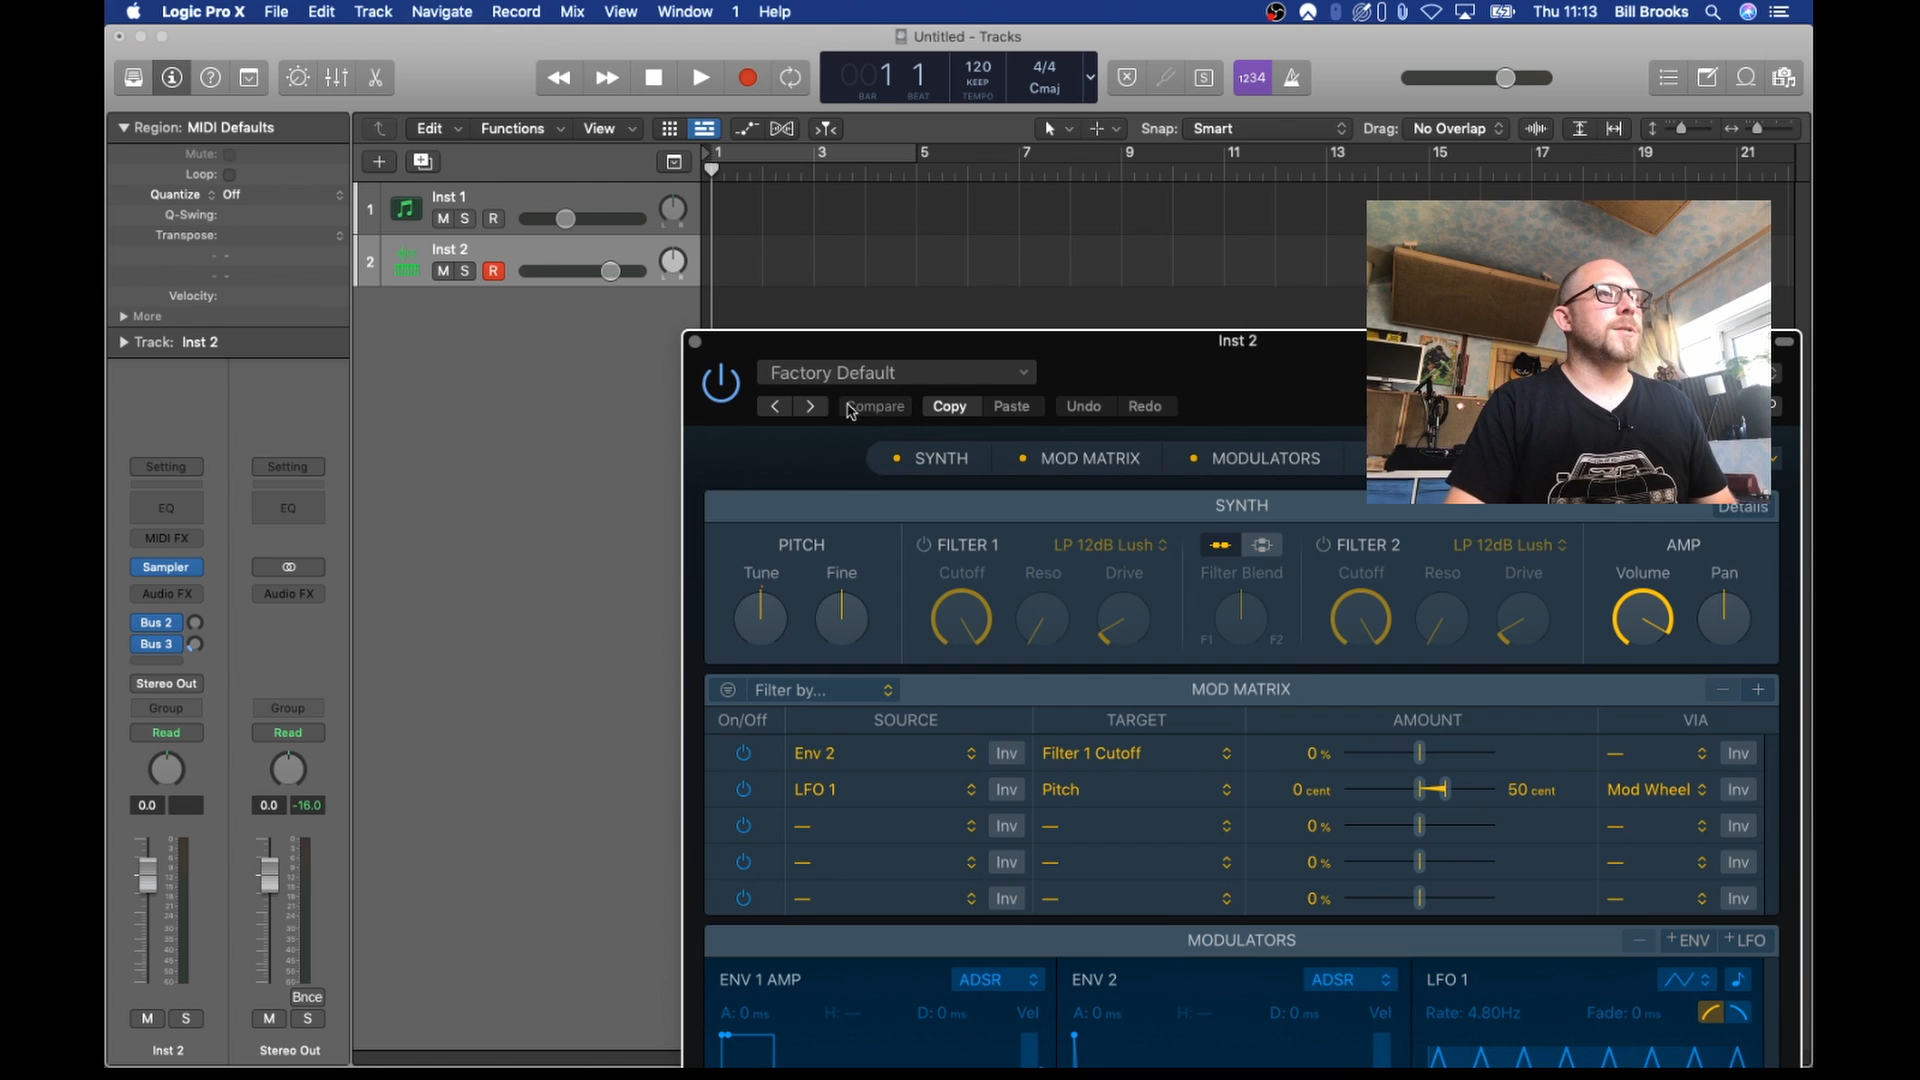 Logic Pro X File Edit Track Navigate Record Mix View Window 1 Help Thu 11:13 Bill Brooks
Untitled - Tracks
001 1 120 4/4
KEEP Cmaj
BAR BEAT TEMPO
S 1234
Region: MIDI Defaults
Edit Functions View Snap: Smart Drag: No Overlap
Mute:
Loop:
Quantize Off
Q-Swing:
Transpose:
Velocity:
More
Track: Inst 2
1 3 5 7 9 11 13 15 17 19 21
1 Inst 1
M S R L R
2 Inst 2
M S R L R
Setting Setting
EQ EQ
MIDI FX
Sampler
Audio FX Audio FX
Bus 2
Bus 3
Stereo Out
Group Group
Read Read
0.0 0.0 -16.0
Bnce
M S M S
Inst 2 Stereo Out
Inst 2
Factory Default
Compare Copy Paste Undo Redo
SYNTH MOD MATRIX MODULATORS
SYNTH
Details
PITCH FILTER 1 LP 12dB Lush FILTER 2 LP 12dB Lush AMP
Tune Fine Cutoff Reso Drive Filter Blend Cutoff Reso Drive Volume Pan
F1 F2
Filter by... MOD MATRIX
On/Off SOURCE TARGET AMOUNT VIA
Env 2 Inv Filter 1 Cutoff 0 % — Inv
LFO 1 Inv Pitch 0 cent 50 cent Mod Wheel Inv
— Inv — 0 % — Inv
— Inv — 0 % — Inv
— Inv — 0 % — Inv
MODULATORS + ENV + LFO
ENV 1 AMP ADSR ENV 2 ADSR LFO 1
A: 0 ms H: — D: 0 ms Vel A: 0 ms H: — D: 0 ms Vel Rate: 4.80Hz Fade: 0 ms